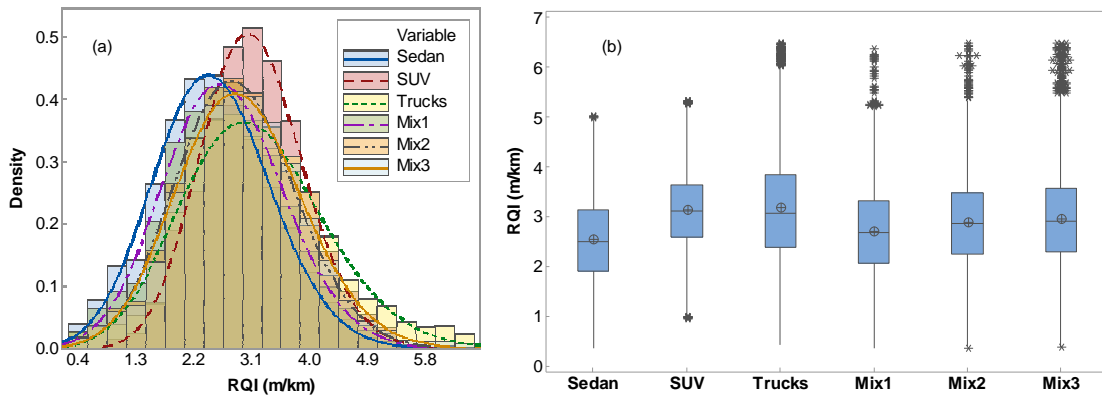 (a)
Variable
Sedan
SUV
Trucks
Mix1
Mix2
Mix3
Density
0.5
0.4
0.3
0.2
0.1
0.0
0.4 1.3 2.2 3.1 4.0 4.9 5.8
RQI (m/km)
(b)
RQI (m/km)
7
6
5
4
3
2
1
0
Sedan SUV Trucks Mix1 Mix2 Mix3